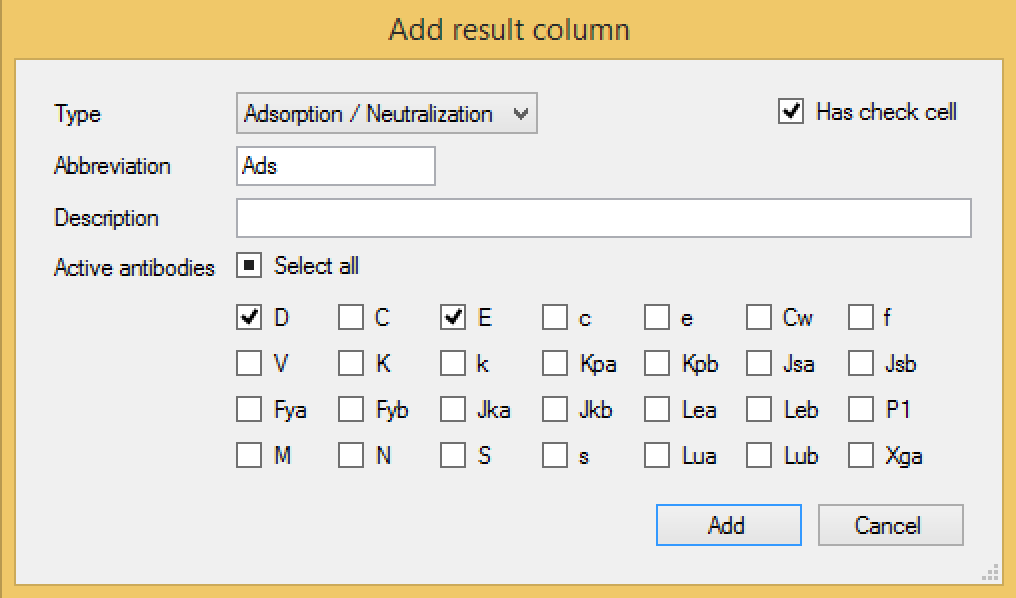 Add result column
Type Adsorption / Neutralization Has check cell
Abbreviation Ads
Description
Active antibodies Select all
D C E c e Cw f
V K k Kpa Kpb Jsa Jsb
Fya Fyb Jka Jkb Lea Leb P1
M N S s Lua Lub Xga
Add Cancel